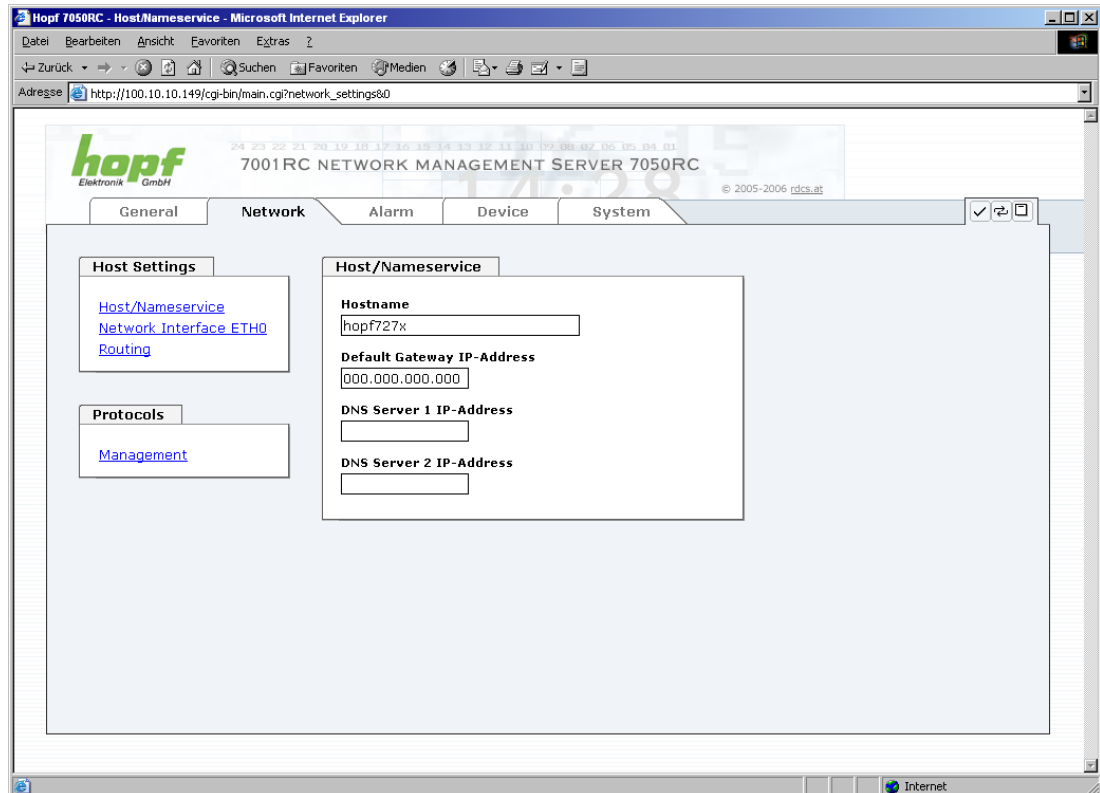 Hopf 7050RC - Host/Nameservice - Microsoft Internet Explorer
Datei Bearbeiten Ansicht Favoriten Extras ?
Zurück Suchen Favoriten Medien
Adresse http://100.10.10.149/cgi-bin/main.cgi?network_settings&0
24 23 22 21 20 19 18 17 16 15 14 13 12 11 10 09 08 07 06 05 04 01
hopf
Elektronik GmbH
7001RC NETWORK MANAGEMENT SERVER 7050RC
14:28
© 2005-2006 rdcs.at
General Network Alarm Device System
Host Settings
Host/Nameservice
Network Interface ETH0
Routing
Protocols
Management
Host/Nameservice
Hostname
hopf727x
Default Gateway IP-Address
000.000.000.000
DNS Server 1 IP-Address
DNS Server 2 IP-Address
Internet